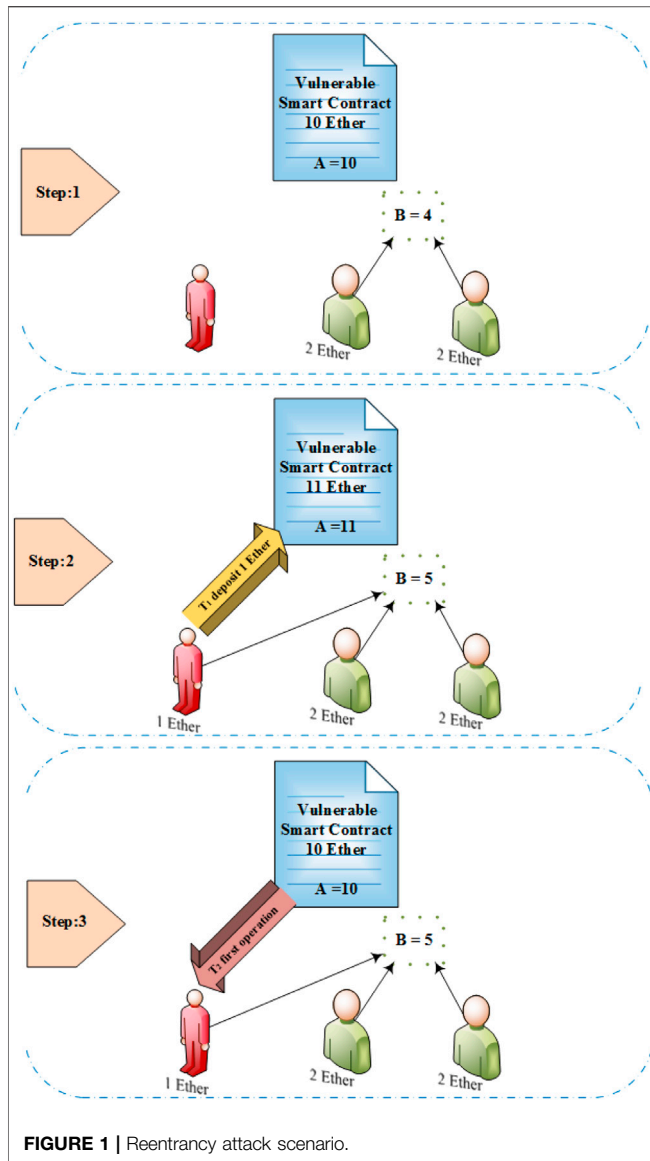 Vulnerable
Smart Contract
10 Ether
A =10
Step:1
B = 4
2 Ether
2 Ether
Vulnerable
Smart Contract
11 Ether
A =11
Step:2
T₁ deposit 1 Ether
B = 5
1 Ether
2 Ether
2 Ether
Vulnerable
Smart Contract
10 Ether
A =10
Step:3
T₂ first operation
B = 5
1 Ether
2 Ether
2 Ether
FIGURE 1 | Reentrancy attack scenario.